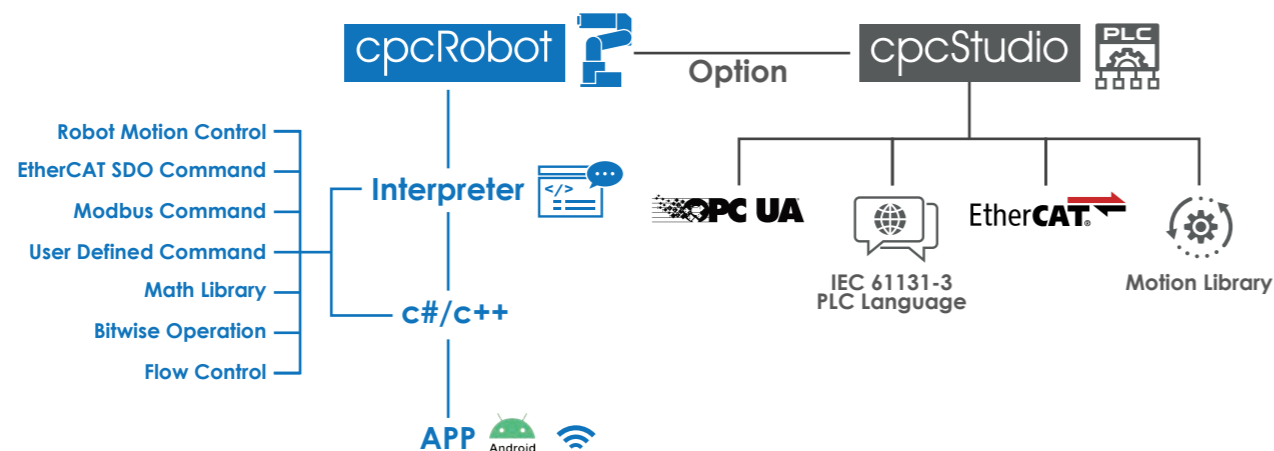 cpcRobot
Option
cpcStudio
PLC
Robot Motion Control
EtherCAT SDO Command
Modbus Command
User Defined Command
Math Library
Bitwise Operation
Flow Control
Interpreter
</>
c#/c++
APP
Android
OPC UA
IEC 61131-3
PLC Language
EtherCAT®
Motion Library